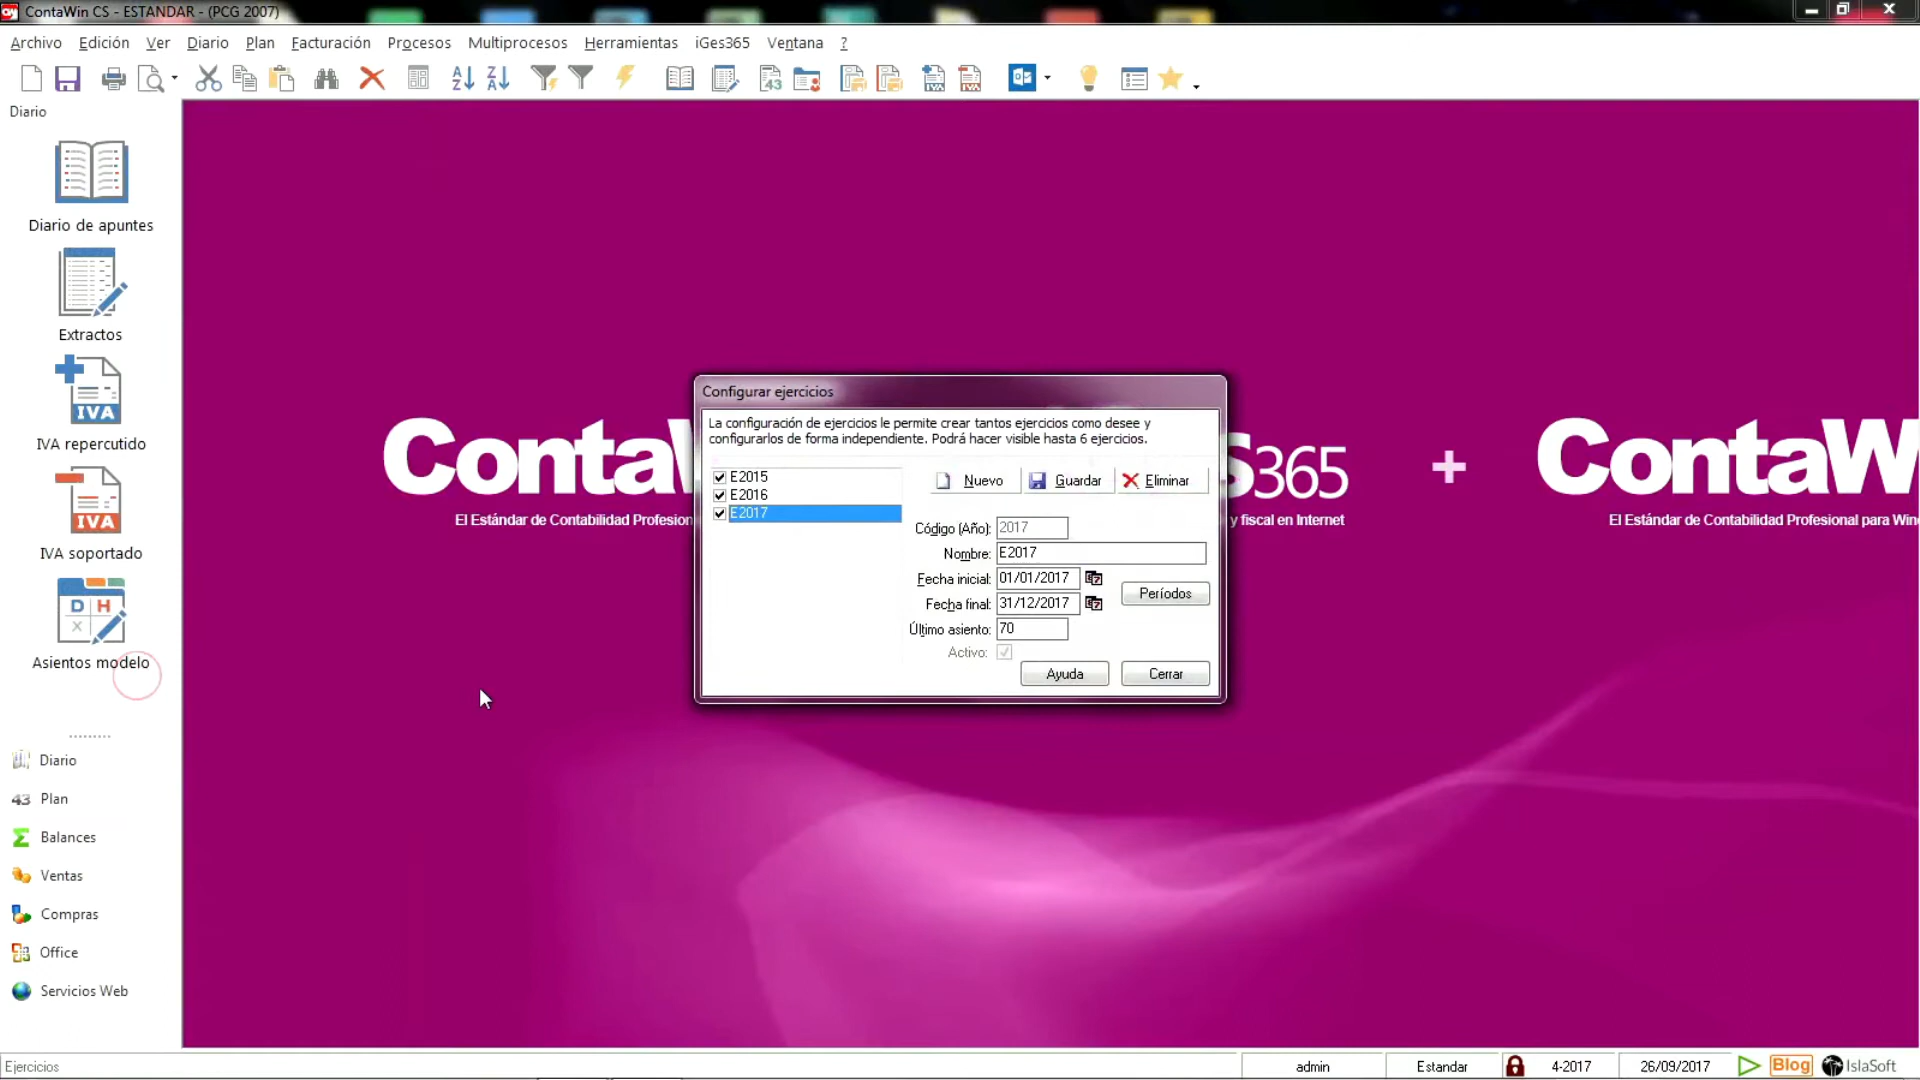 ContaWin CS - ESTANDAR - (PCG 2007)
Archivo Edición Ver Diario Plan Facturación Procesos Multiprocesos Herramientas iGes365 Ventana ?
Diario
Diario de apuntes
Extractos
IVA
IVA repercutido
IVA
IVA soportado
D H
X
Asientos modelo
Diario
43 Plan
Balances
Ventas
Compras
Office
Servicios Web
ContaW
El Estándar de Contabilidad Profesion
S365
y fiscal en Internet
+
ContaW
El Estándar de Contabilidad Profesional para Win
Configurar ejercicios
La configuración de ejercicios le permite crear tantos ejercicios como desee y
configurarlos de forma independiente. Podrá hacer visible hasta 6 ejercicios.
E2015
E2016
E2017
Nuevo Guardar Eliminar
Código (Año): 2017
Nombre: E2017
Fecha inicial: 01/01/2017
Fecha final: 31/12/2017
Períodos
Último asiento: 70
Activo:
Ayuda Cerrar
Ejercicios admin Estandar 4-2017 26/09/2017 Blog IslaSoft